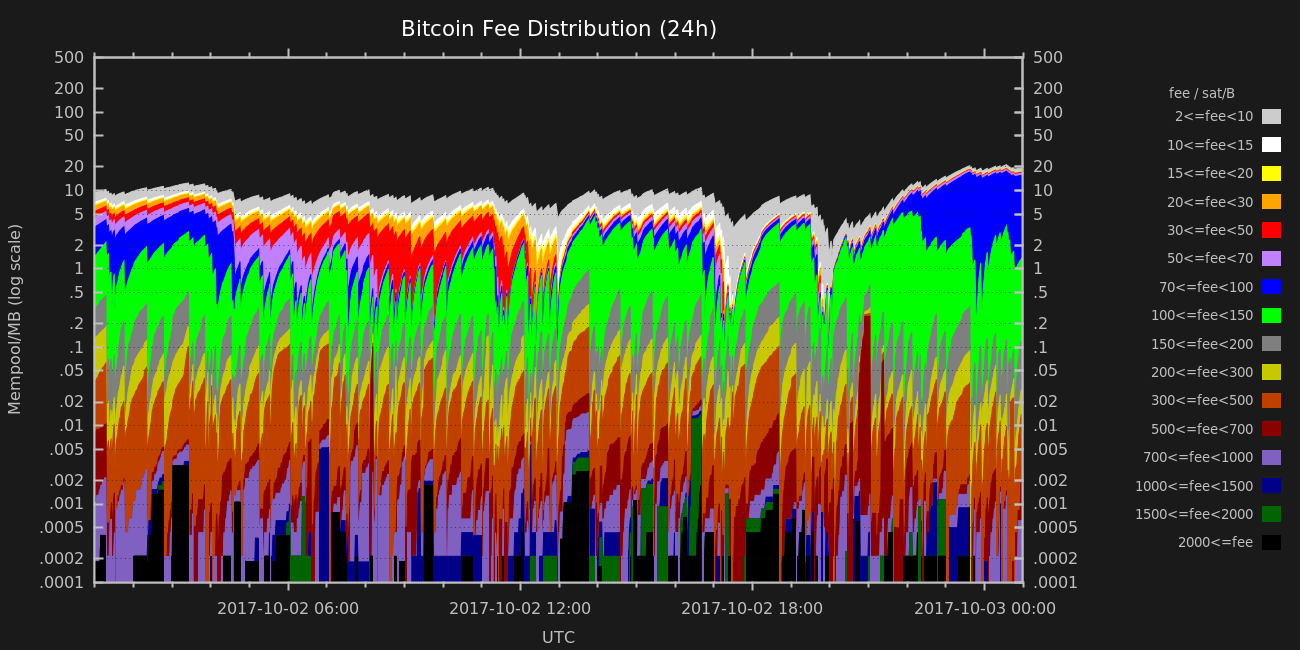 Bitcoin Fee Distribution (24h)
500
200
100
50
20
10
5
2
1
.5
.2
.1
.05
.02
.01
.005
.002
.001
.0005
.0002
.0001
Mempool/MB (log scale)
500
200
100
50
20
10
5
2
1
.5
.2
.1
.05
.02
.01
.005
.002
.001
.0005
.0002
.0001
2017-10-02 06:00
2017-10-02 12:00
2017-10-02 18:00
2017-10-03 00:00
UTC
fee / sat/B
2<=fee<10
10<=fee<15
15<=fee<20
20<=fee<30
30<=fee<50
50<=fee<70
70<=fee<100
100<=fee<150
150<=fee<200
200<=fee<300
300<=fee<500
500<=fee<700
700<=fee<1000
1000<=fee<1500
1500<=fee<2000
2000<=fee